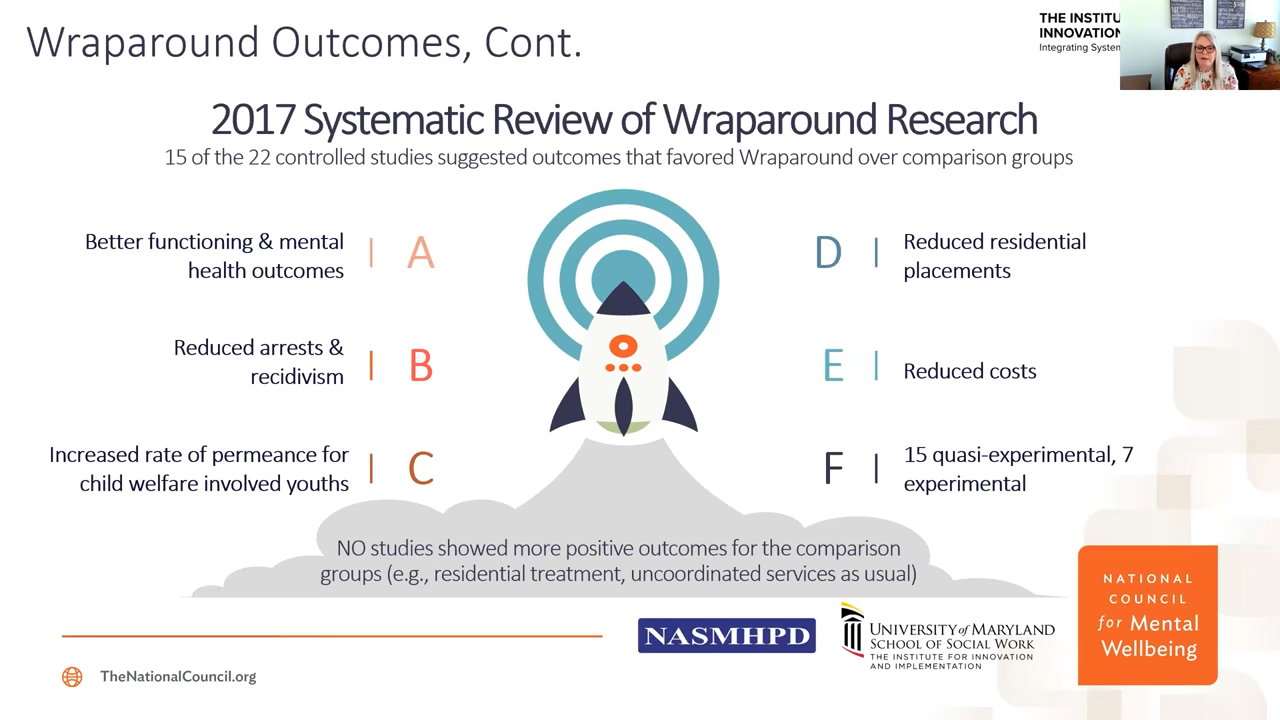 Wraparound Outcomes, Cont.
THE INSTITU
INNOVATION
Integrating System
2017 Systematic Review of Wraparound Research
15 of the 22 controlled studies suggested outcomes that favored Wraparound over comparison groups
Better functioning & mental
health outcomes
A
Reduced arrests &
recidivism
B
Increased rate of permeance for
child welfare involved youths
C
D
Reduced residential
placements
E
Reduced costs
F
15 quasi-experimental, 7
experimental
NO studies showed more positive outcomes for the comparison
groups (e.g., residential treatment, uncoordinated services as usual)
TheNationalCouncil.org
NASMHPD
UNIVERSITY of MARYLAND
SCHOOL OF SOCIAL WORK
THE INSTITUTE FOR INNOVATION
AND IMPLEMENTATION
NATIONAL
COUNCIL
for Mental
Wellbeing